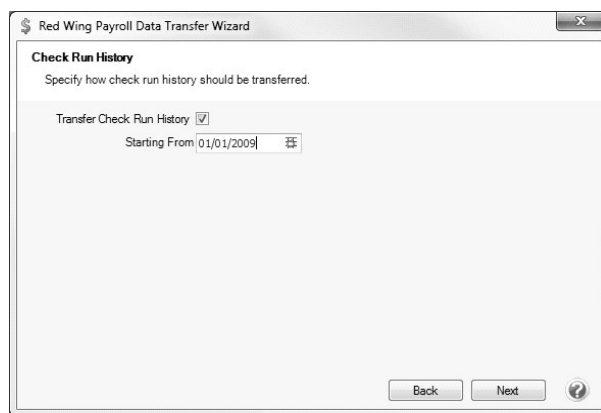 Red Wing Payroll Data Transfer Wizard
Check Run History
Specify how check run history should be transferred.
Transfer Check Run History
Starting From 01/01/2009
Back Next